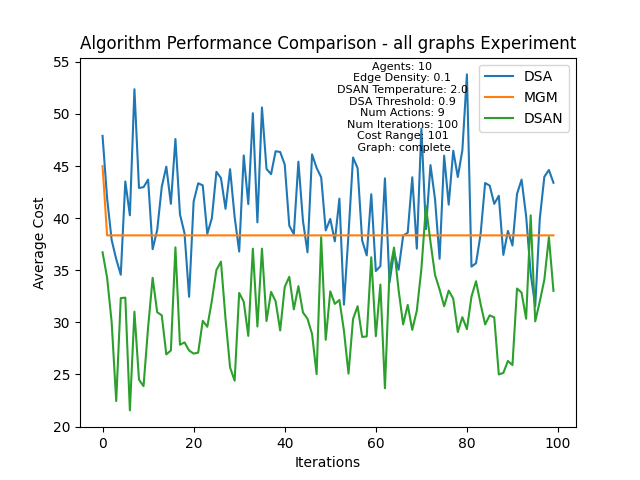 Algorithm Performance Comparison - all graphs Experiment
Agents: 10
Edge Density: 0.1
DSAN Temperature: 2.0
DSA Threshold: 0.9
Num Actions: 9
Num Iterations: 100
Cost Range: 101
Graph: complete
DSA
MGM
DSAN
Average Cost
55
50
45
40
35
30
25
20
0
20
40
60
80
100
Iterations